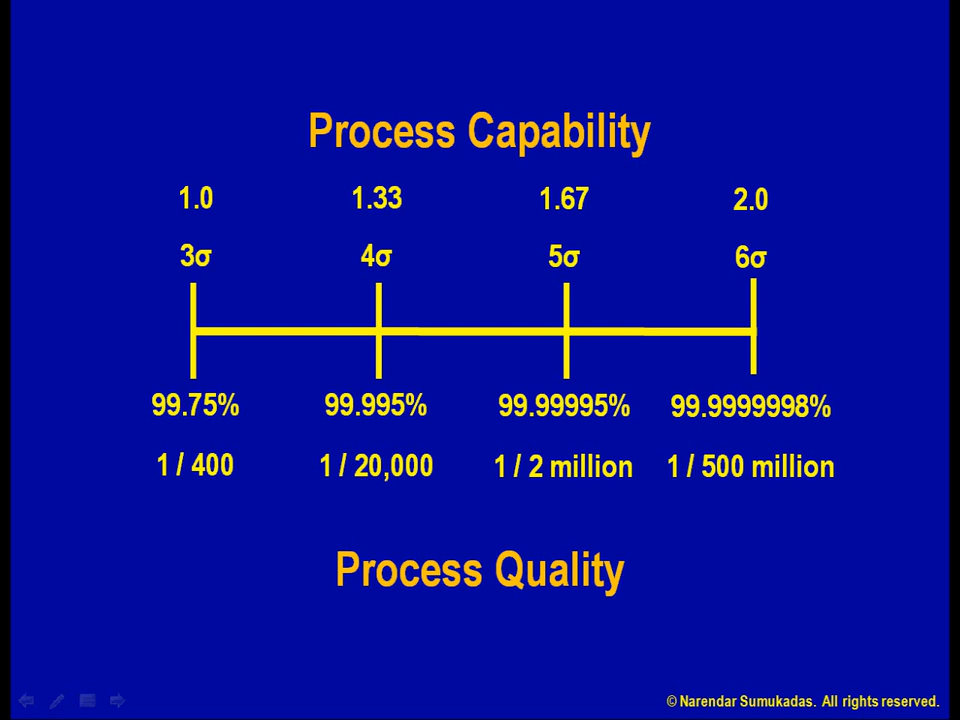 Process Capability
1.0 1.33 1.67 2.0
3σ 4σ 5σ 6σ
99.75% 99.995% 99.99995% 99.9999998%
1 / 400 1 / 20,000 1 / 2 million 1 / 500 million
Process Quality
© Narendar Sumukadas. All rights reserved.